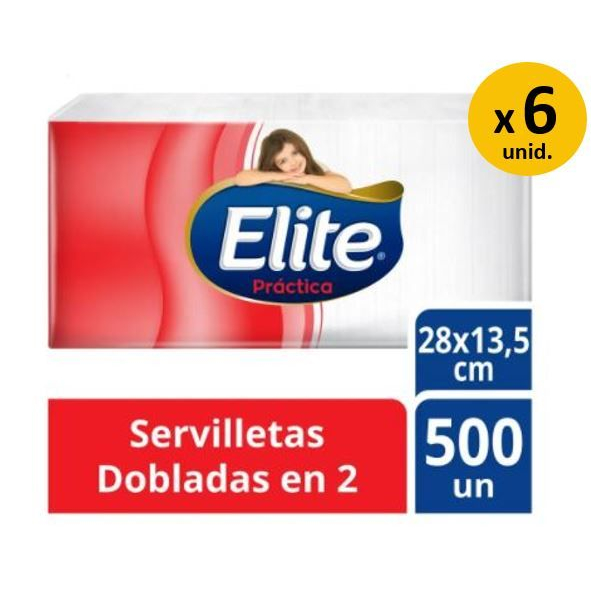 x 6
unid.
Elite®
Práctica
28x13,5
cm
Servilletas
Dobladas en 2
500
un